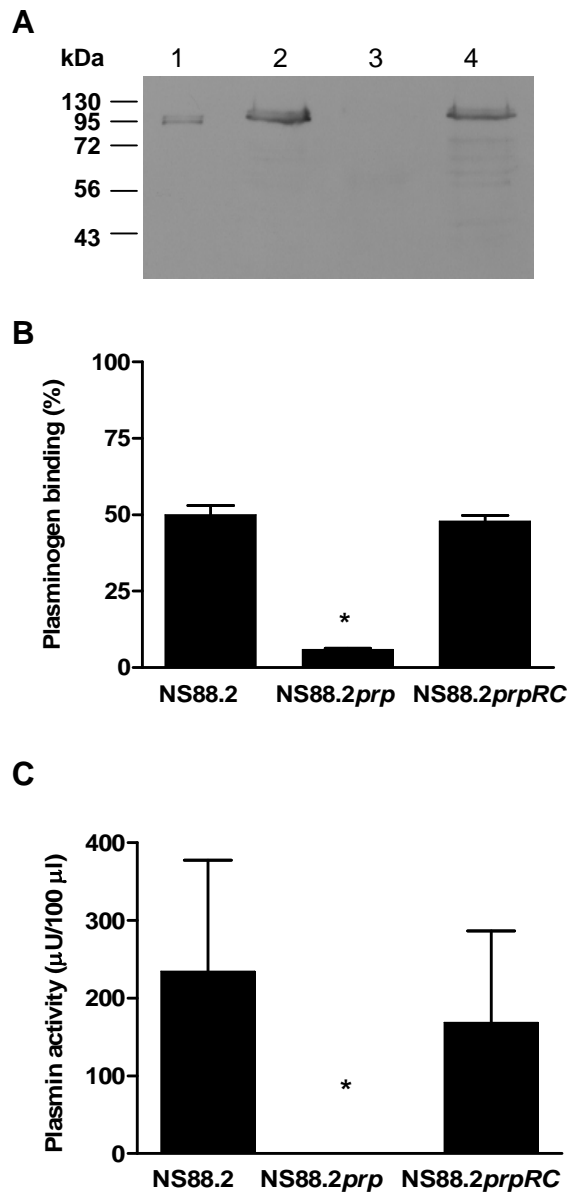 A
kDa 1 2 3 4
130
95
72
56
43
B
Plasminogen binding (%)
100
75
50
25
0
*
NS88.2 NS88.2prp NS88.2prpRC
C
Plasmin activity (μU/100 μl)
400
300
200
100
0
*
NS88.2 NS88.2prp NS88.2prpRC